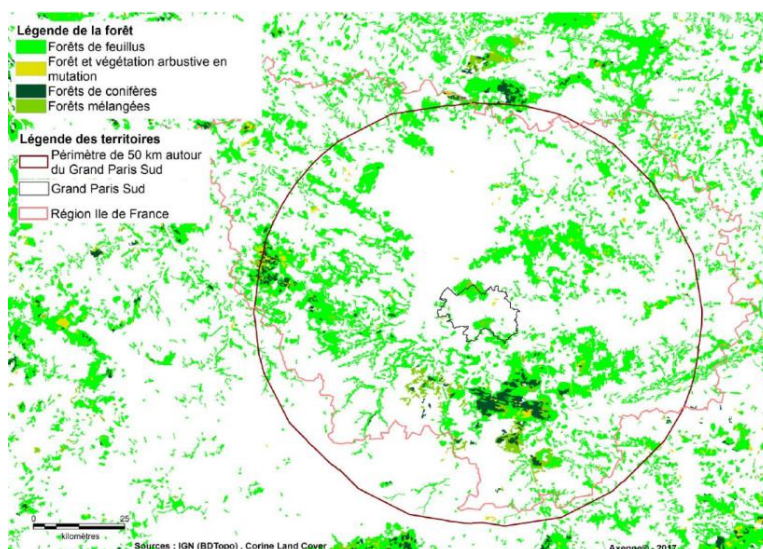 Légende de la forêt
Forêts de feuillus
Forêt et végétation arbustive en
mutation
Forêts de conifères
Forêts mélangées
Légende des territoires
Périmètre de 50 km autour
du Grand Paris Sud
Grand Paris Sud
Région Ile de France
0 25
kilomètres
Sources : IGN (BDTopo) , Corine Land Cover
Axenne - 2017